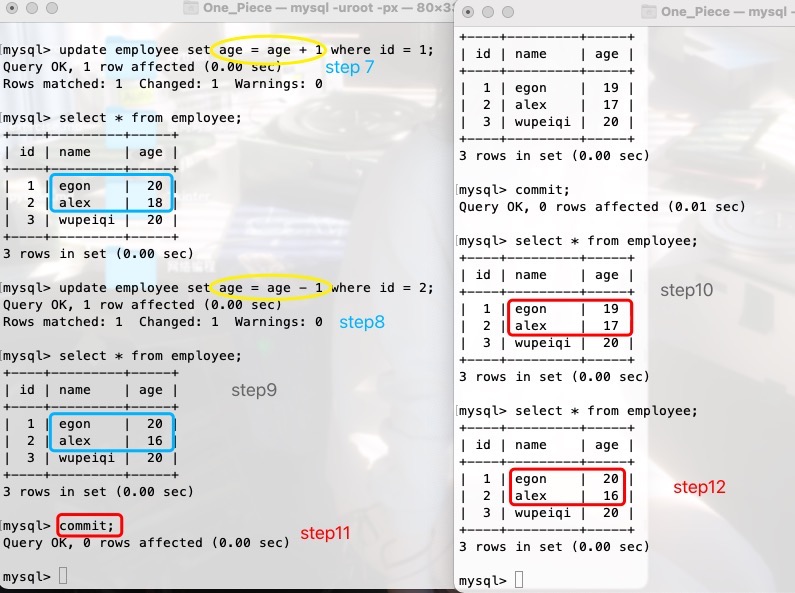 One_Piece — mysql -uroot -px — 80×33
[mysql> update employee set age = age + 1 where id = 1;
Query OK, 1 row affected (0.00 sec)
step 7
Rows matched: 1  Changed: 1  Warnings: 0
[mysql> select * from employee;
+----+---------+-----+
| id | name    | age |
+----+---------+-----+
|  1 | egon    |  20 |
|  2 | alex    |  18 |
|  3 | wupeiqi |  20 |
+----+---------+-----+
3 rows in set (0.00 sec)
[mysql> update employee set age = age - 1 where id = 2;
Query OK, 1 row affected (0.00 sec)
Rows matched: 1  Changed: 1  Warnings: 0
step8
[mysql> select * from employee;
+----+---------+-----+
| id | name    | age |
step9
+----+---------+-----+
|  1 | egon    |  20 |
|  2 | alex    |  16 |
|  3 | wupeiqi |  20 |
+----+---------+-----+
3 rows in set (0.00 sec)
[mysql> commit;
step11
Query OK, 0 rows affected (0.00 sec)
mysql>
One_Piece — mysql -
+----+---------+-----+
| id | name    | age |
+----+---------+-----+
|  1 | egon    |  19 |
|  2 | alex    |  17 |
|  3 | wupeiqi |  20 |
+----+---------+-----+
3 rows in set (0.00 sec)
[mysql> commit;
Query OK, 0 rows affected (0.01 sec)
[mysql> select * from employee;
+----+---------+-----+
| id | name    | age |
+----+---------+-----+
step10
|  1 | egon    |  19 |
|  2 | alex    |  17 |
|  3 | wupeiqi |  20 |
+----+---------+-----+
3 rows in set (0.00 sec)
[mysql> select * from employee;
+----+---------+-----+
| id | name    | age |
+----+---------+-----+
|  1 | egon    |  20 |
|  2 | alex    |  16 |
step12
|  3 | wupeiqi |  20 |
+----+---------+-----+
3 rows in set (0.00 sec)
mysql>